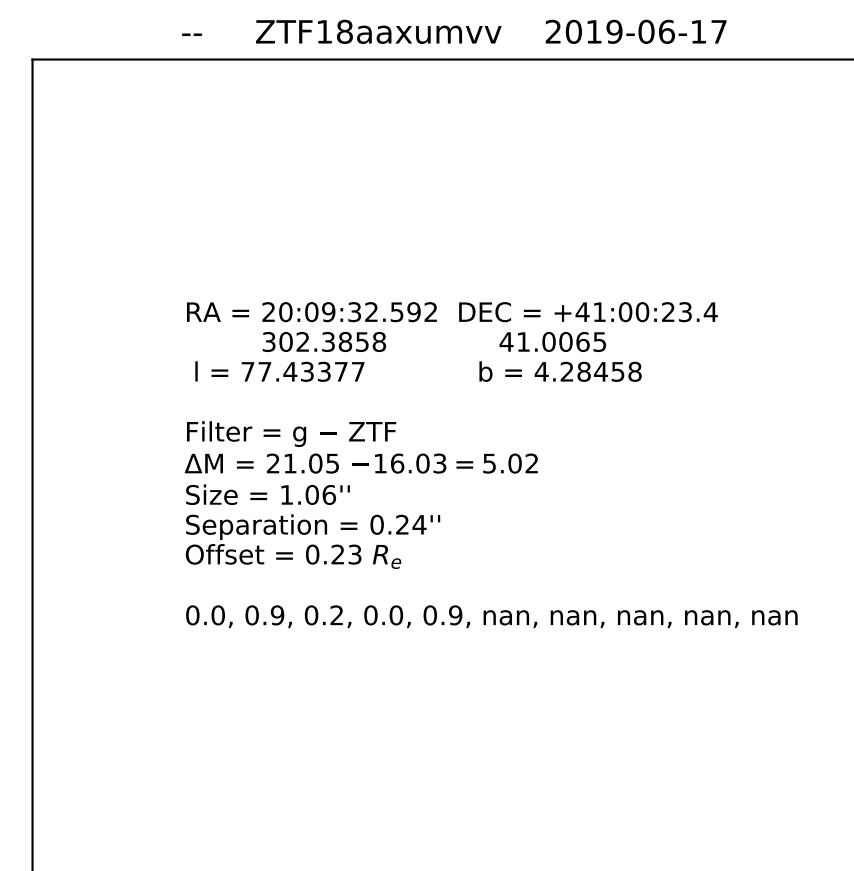 -- ZTF18aaxumvv 2019-06-17
RA = 20:09:32.592 DEC = +41:00:23.4
302.3858 41.0065
l = 77.43377 b = 4.28458
Filter = g − ZTF
ΔM = 21.05 −16.03 = 5.02
Size = 1.06''
Separation = 0.24''
Offset = 0.23 Re
0.0, 0.9, 0.2, 0.0, 0.9, nan, nan, nan, nan, nan